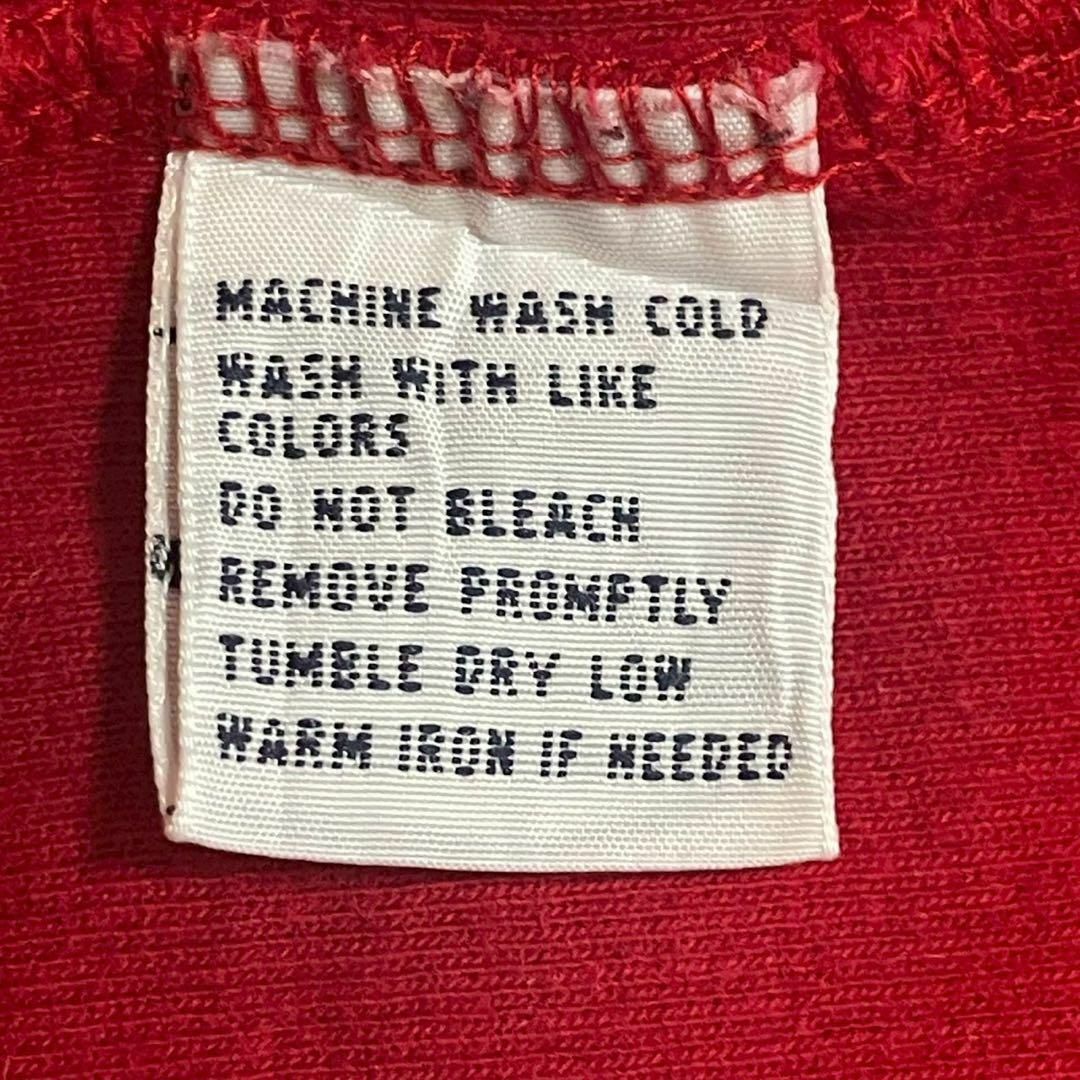 MACHINE WASH COLD
WASH WITH LIKE
COLORS
DO NOT BLEACH
REMOVE PROMPTLY
TUMBLE DRY LOW
WARM IRON IF NEEDED